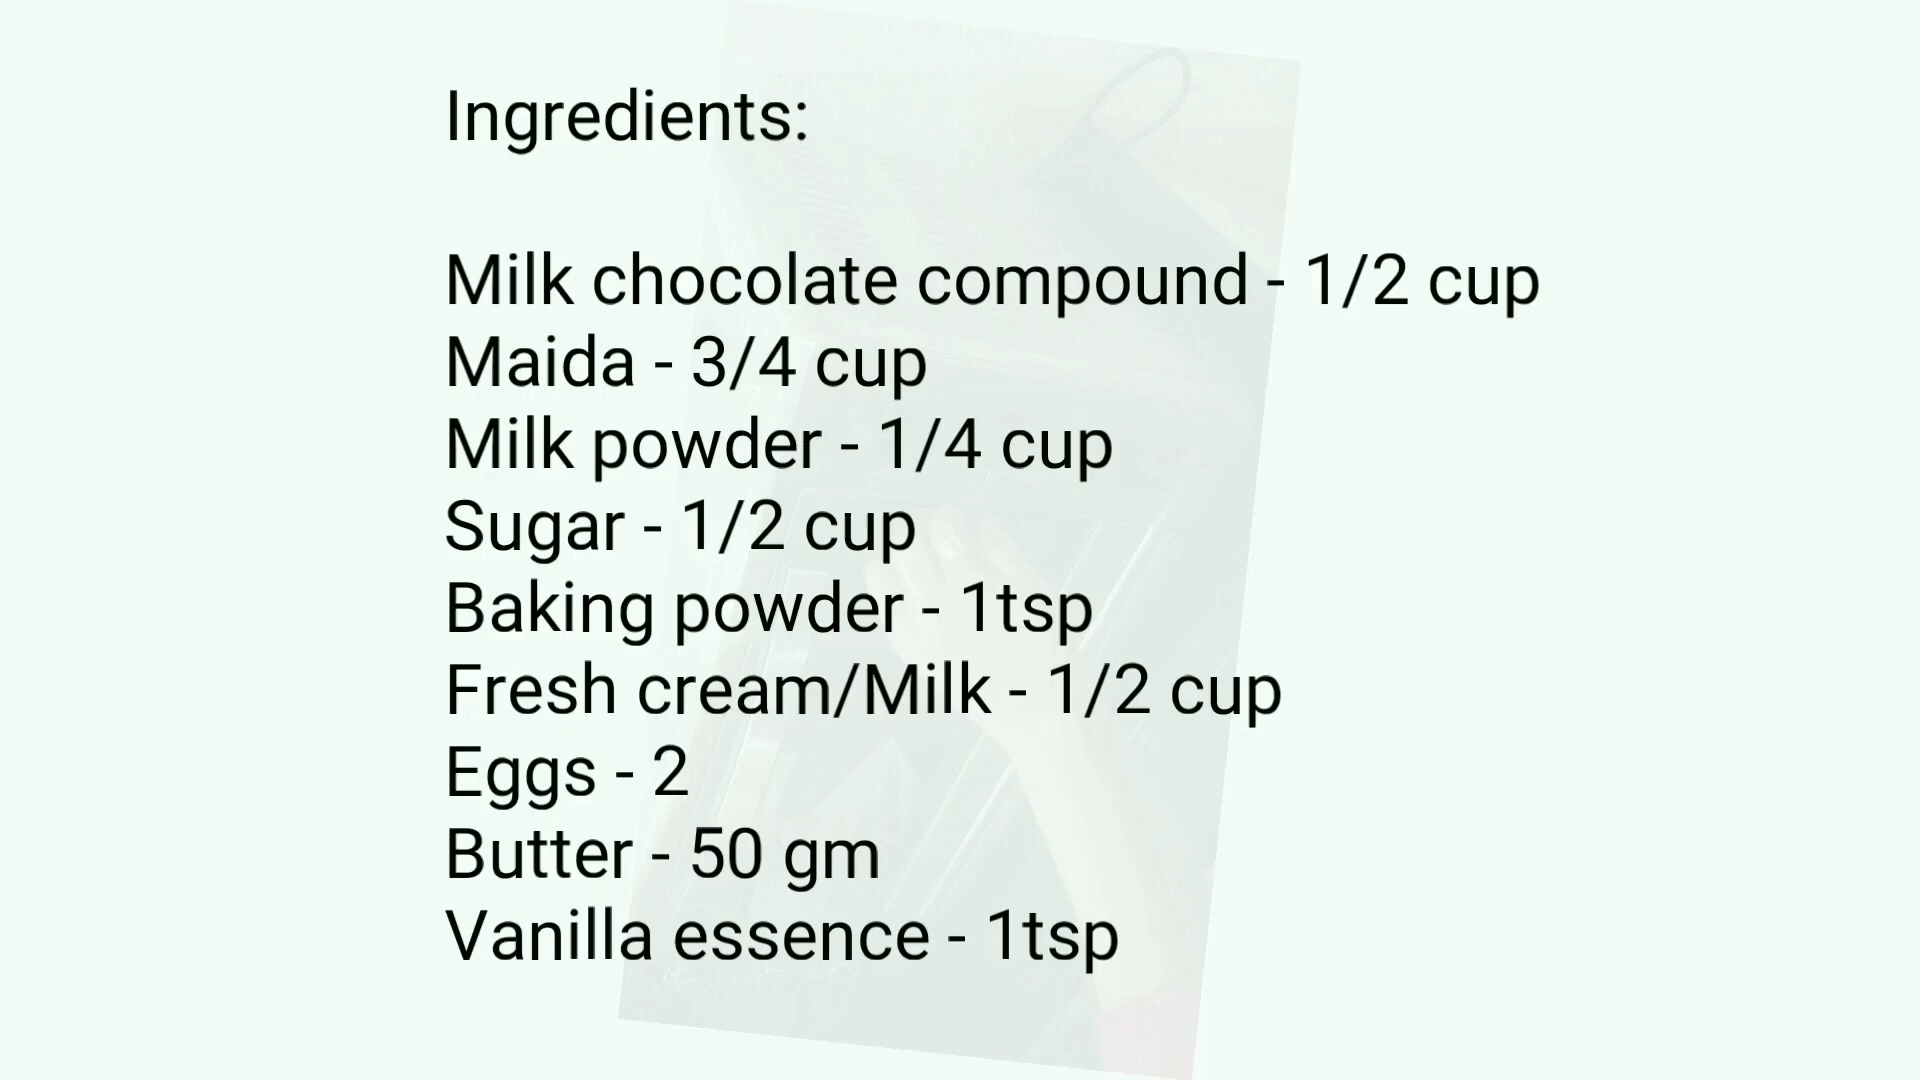 Ingredients:
Milk chocolate compound - 1/2 cup
Maida - 3/4 cup
Milk powder - 1/4 cup
Sugar - 1/2 cup
Baking powder - 1tsp
Fresh cream/Milk - 1/2 cup
Eggs - 2
Butter - 50 gm
Vanilla essence - 1tsp